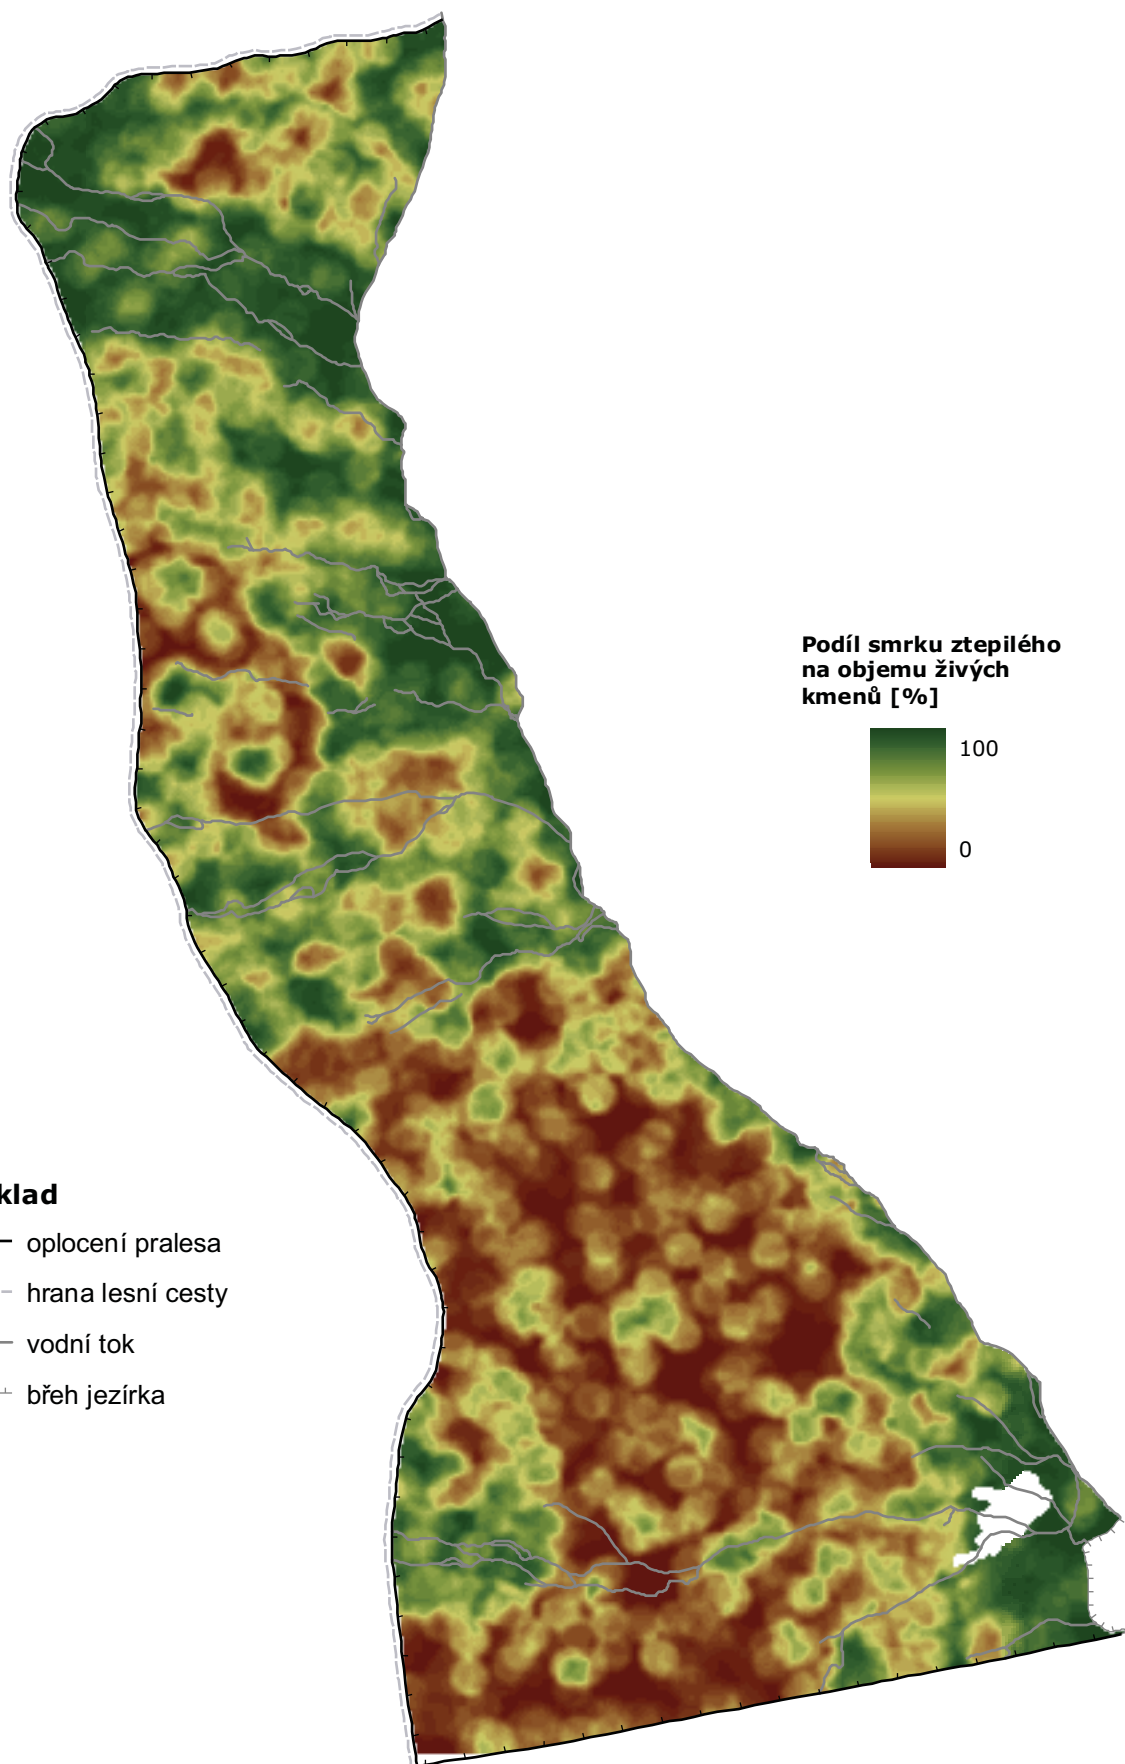 Podíl smrku ztepilého
na objemu živých
kmenů [%]
100
0
klad
oplocení pralesa
hrana lesní cesty
vodní tok
břeh jezírka